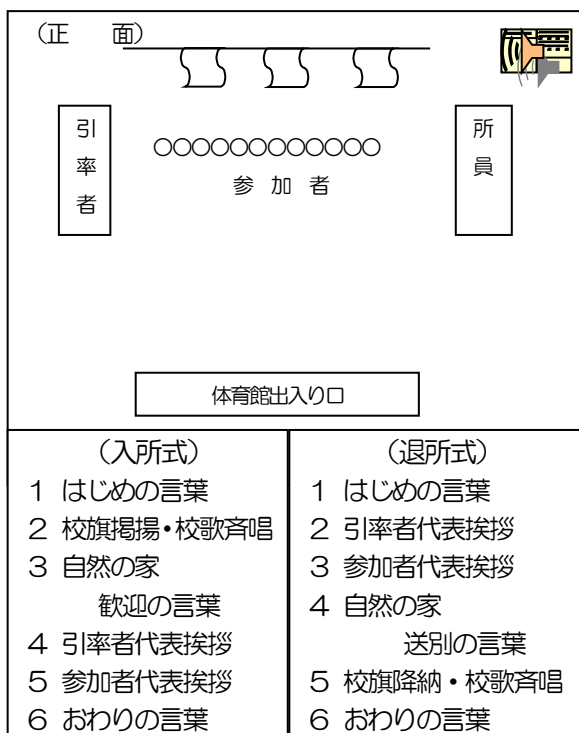 （正　面）
引率者
所員
○○○○○○○○○○○○
参 加 者
体育館出入り口
（入所式）
１ はじめの言葉
２ 校旗掲揚・校歌斉唱
３ 自然の家
歓迎の言葉
４ 引率者代表挨拶
５ 参加者代表挨拶
６ おわりの言葉
（退所式）
１ はじめの言葉
２ 引率者代表挨拶
３ 参加者代表挨拶
４ 自然の家
送別の言葉
５ 校旗降納・校歌斉唱
６ おわりの言葉